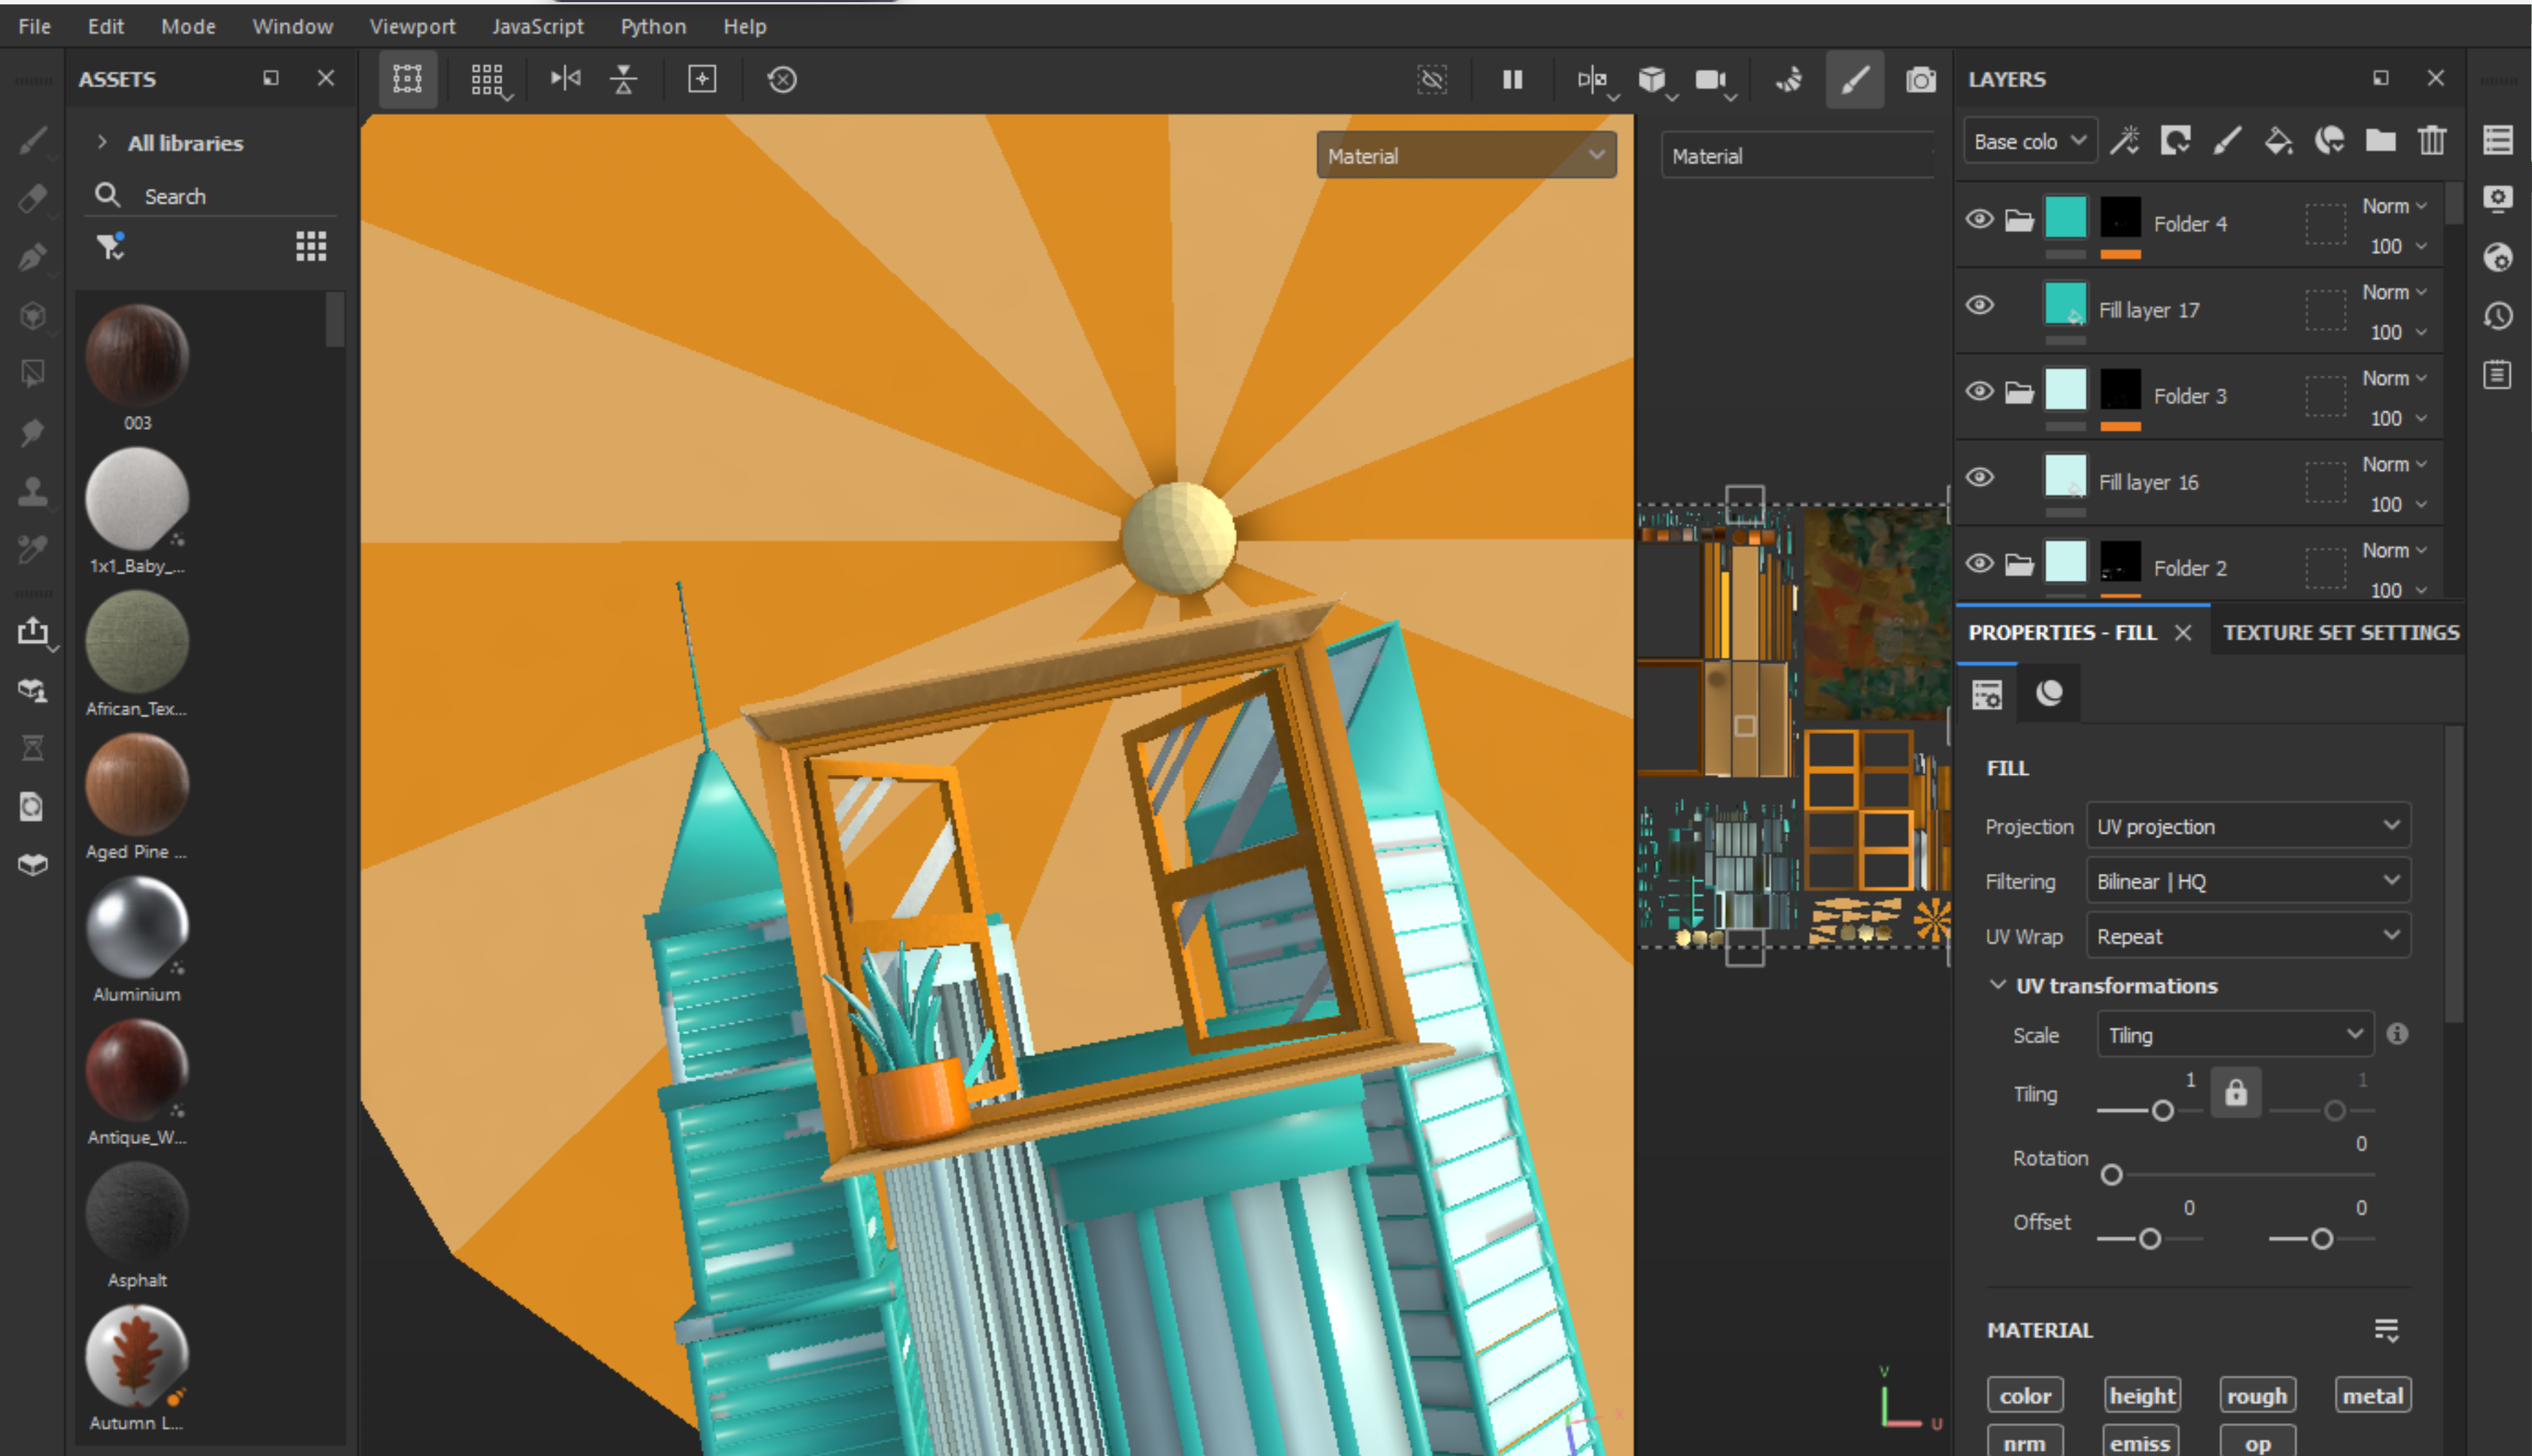 File Edit Mode Window Viewport JavaScript Python Help
ASSETS
All libraries
Search
003
1x1_Baby_...
African_Tex...
Aged Pine ...
Aluminium
Antique_W...
Asphalt
Autumn L...
Material
Material
V
U
X
LAYERS
Base colo
Folder 4
Norm
100
Fill layer 17
Norm
100
Folder 3
Norm
100
Fill layer 16
Norm
100
Folder 2
Norm
100
PROPERTIES - FILL TEXTURE SET SETTINGS
FILL
Projection UV projection
Filtering Bilinear | HQ
UV Wrap Repeat
UV transformations
Scale Tiling
Tiling 1 1
Rotation 0
Offset 0 0
MATERIAL
color height rough metal
nrm emiss op